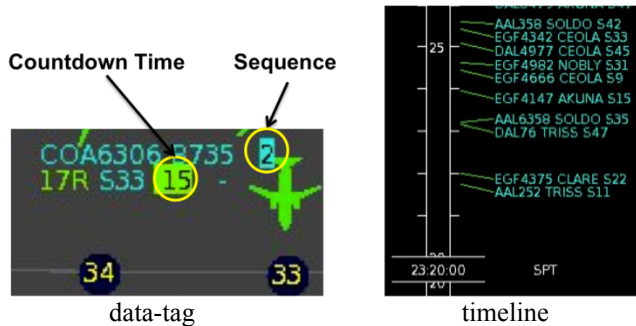 Countdown Time
Sequence
COA6306 B735 2
17R S33 15 -
34
33
data-tag
AAL358 SOLDO S42
25
EGF4342 CEOLA S33
DAL4977 CEOLA S45
EGF4982 NOBLY S31
EGF4666 CEOLA S9
EGF4147 AKUNA S15
AAL6358 SOLDO S35
DAL76 TRISS S47
EGF4375 CLARE S22
AAL252 TRISS S11
23:20:00 SPT
timeline